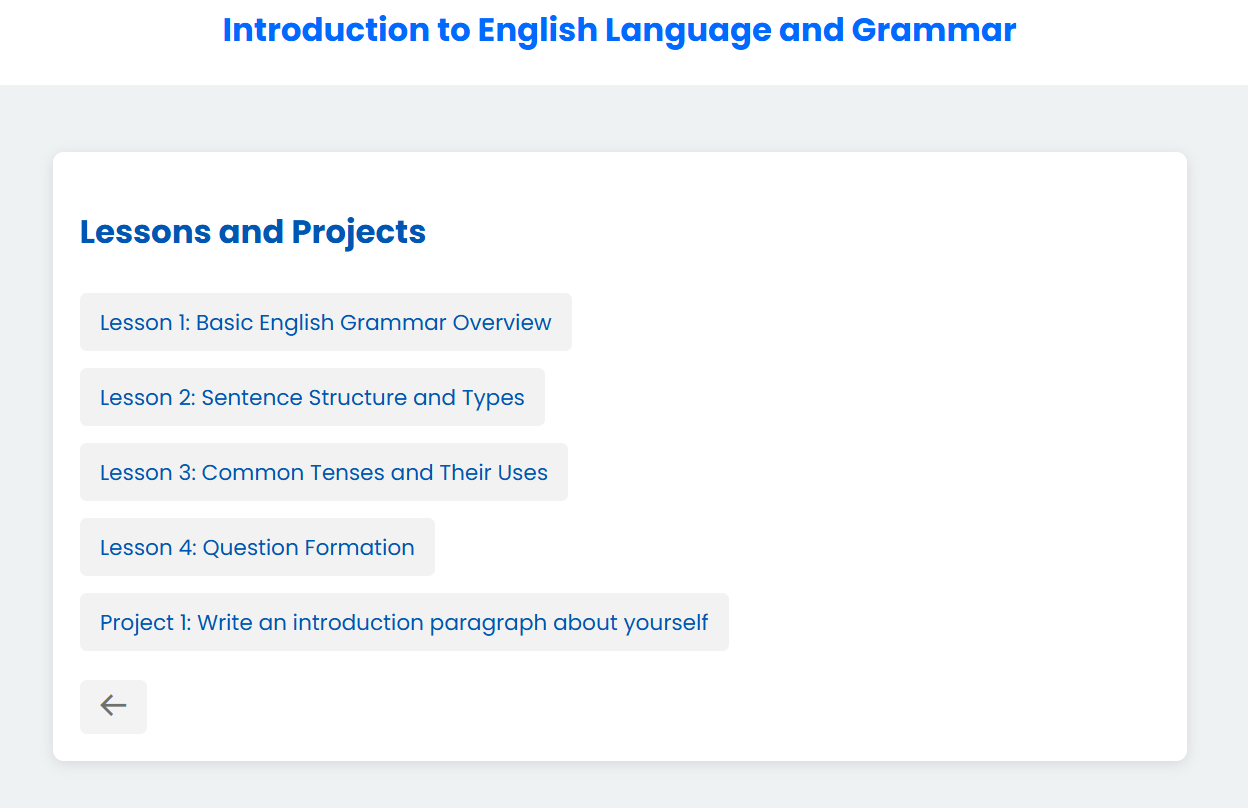 Introduction to English Language and Grammar
Lessons and Projects
Lesson 1: Basic English Grammar Overview
Lesson 2: Sentence Structure and Types
Lesson 3: Common Tenses and Their Uses
Lesson 4: Question Formation
Project 1: Write an introduction paragraph about yourself